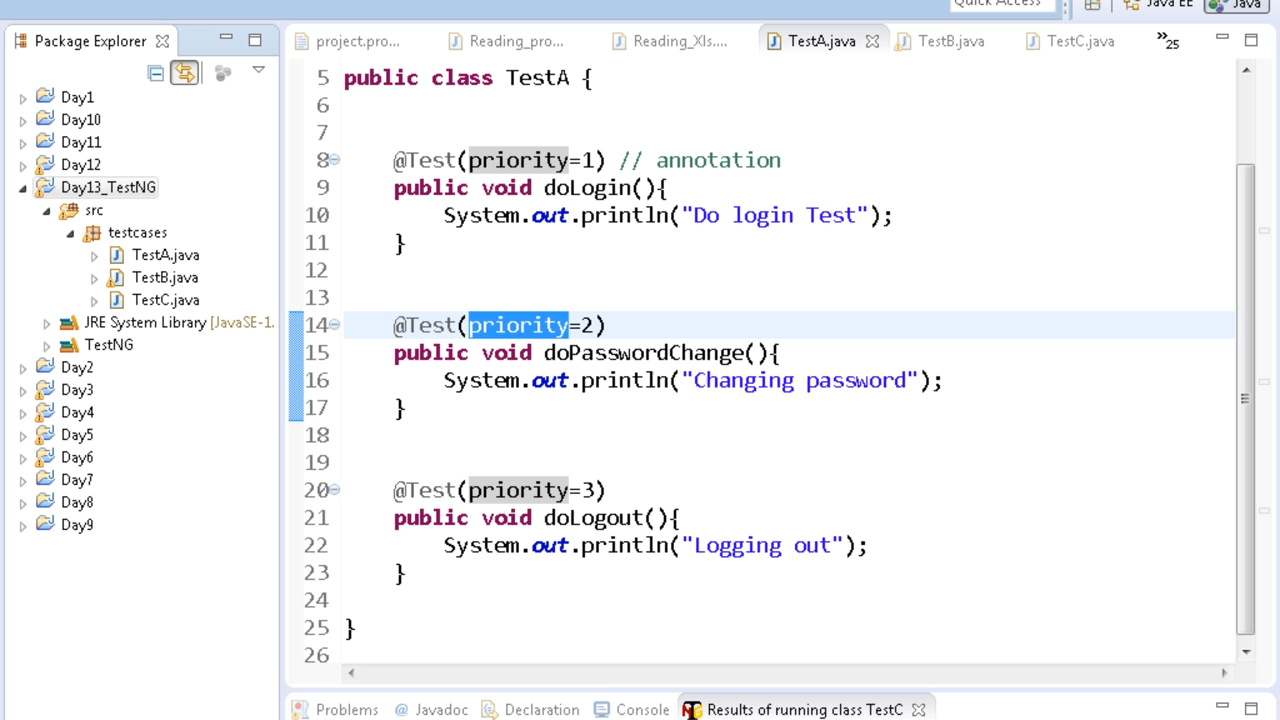 Quick Access
Java EE
Java
Package Explorer
project.pro...
Reading_pro...
Reading_Xls....
TestA.java
TestB.java
TestC.java
»25
Day1
Day10
Day11
Day12
Day13_TestNG
src
testcases
TestA.java
TestB.java
TestC.java
JRE System Library [JavaSE-1.
TestNG
Day2
Day3
Day4
Day5
Day6
Day7
Day8
Day9
5 public class TestA {
6
7
8 @Test(priority=1) // annotation
9 public void doLogin(){
10 System.out.println("Do login Test");
11 }
12
13
14 @Test(priority=2)
15 public void doPasswordChange(){
16 System.out.println("Changing password");
17 }
18
19
20 @Test(priority=3)
21 public void doLogout(){
22 System.out.println("Logging out");
23 }
24
25 }
26
Problems
@ Javadoc
Declaration
Console
Results of running class TestC